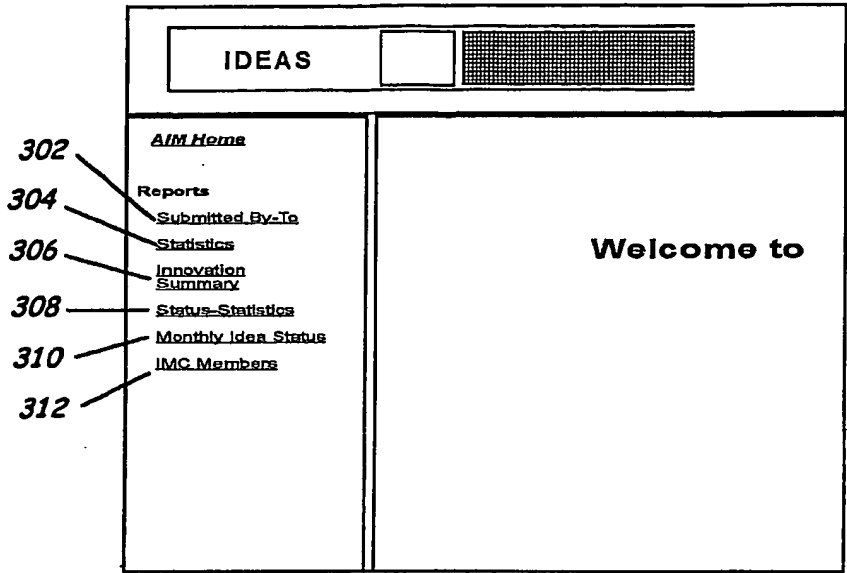 IDEAS
AIM Home
Reports
302
Submitted By-To
304
Statistics
306
Innovation
Summary
308
Status-Statistics
310
Monthly Idea Status
312
IMC Members
Welcome to